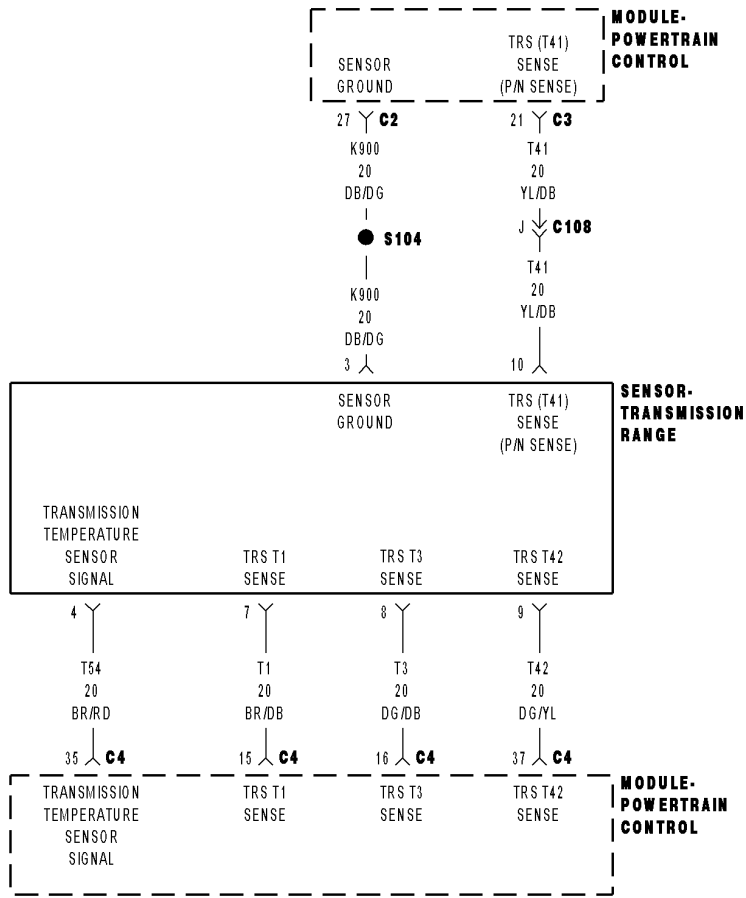 MODULE-
POWERTRAIN
CONTROL
SENSOR
GROUND
TRS (T41)
SENSE
(P/N SENSE)
27 C2
21 C3
K900
20
DB/DG
T41
20
YL/DB
S104
J C108
K900
20
DB/DG
T41
20
YL/DB
3
10
SENSOR-
TRANSMISSION
RANGE
SENSOR
GROUND
TRS (T41)
SENSE
(P/N SENSE)
TRANSMISSION
TEMPERATURE
SENSOR
SIGNAL
TRS T1
SENSE
TRS T3
SENSE
TRS T42
SENSE
4
7
8
9
T54
20
BR/RD
T1
20
BR/DB
T3
20
DG/DB
T42
20
DG/YL
35 C4
15 C4
16 C4
37 C4
MODULE-
POWERTRAIN
CONTROL
TRANSMISSION
TEMPERATURE
SENSOR
SIGNAL
TRS T1
SENSE
TRS T3
SENSE
TRS T42
SENSE